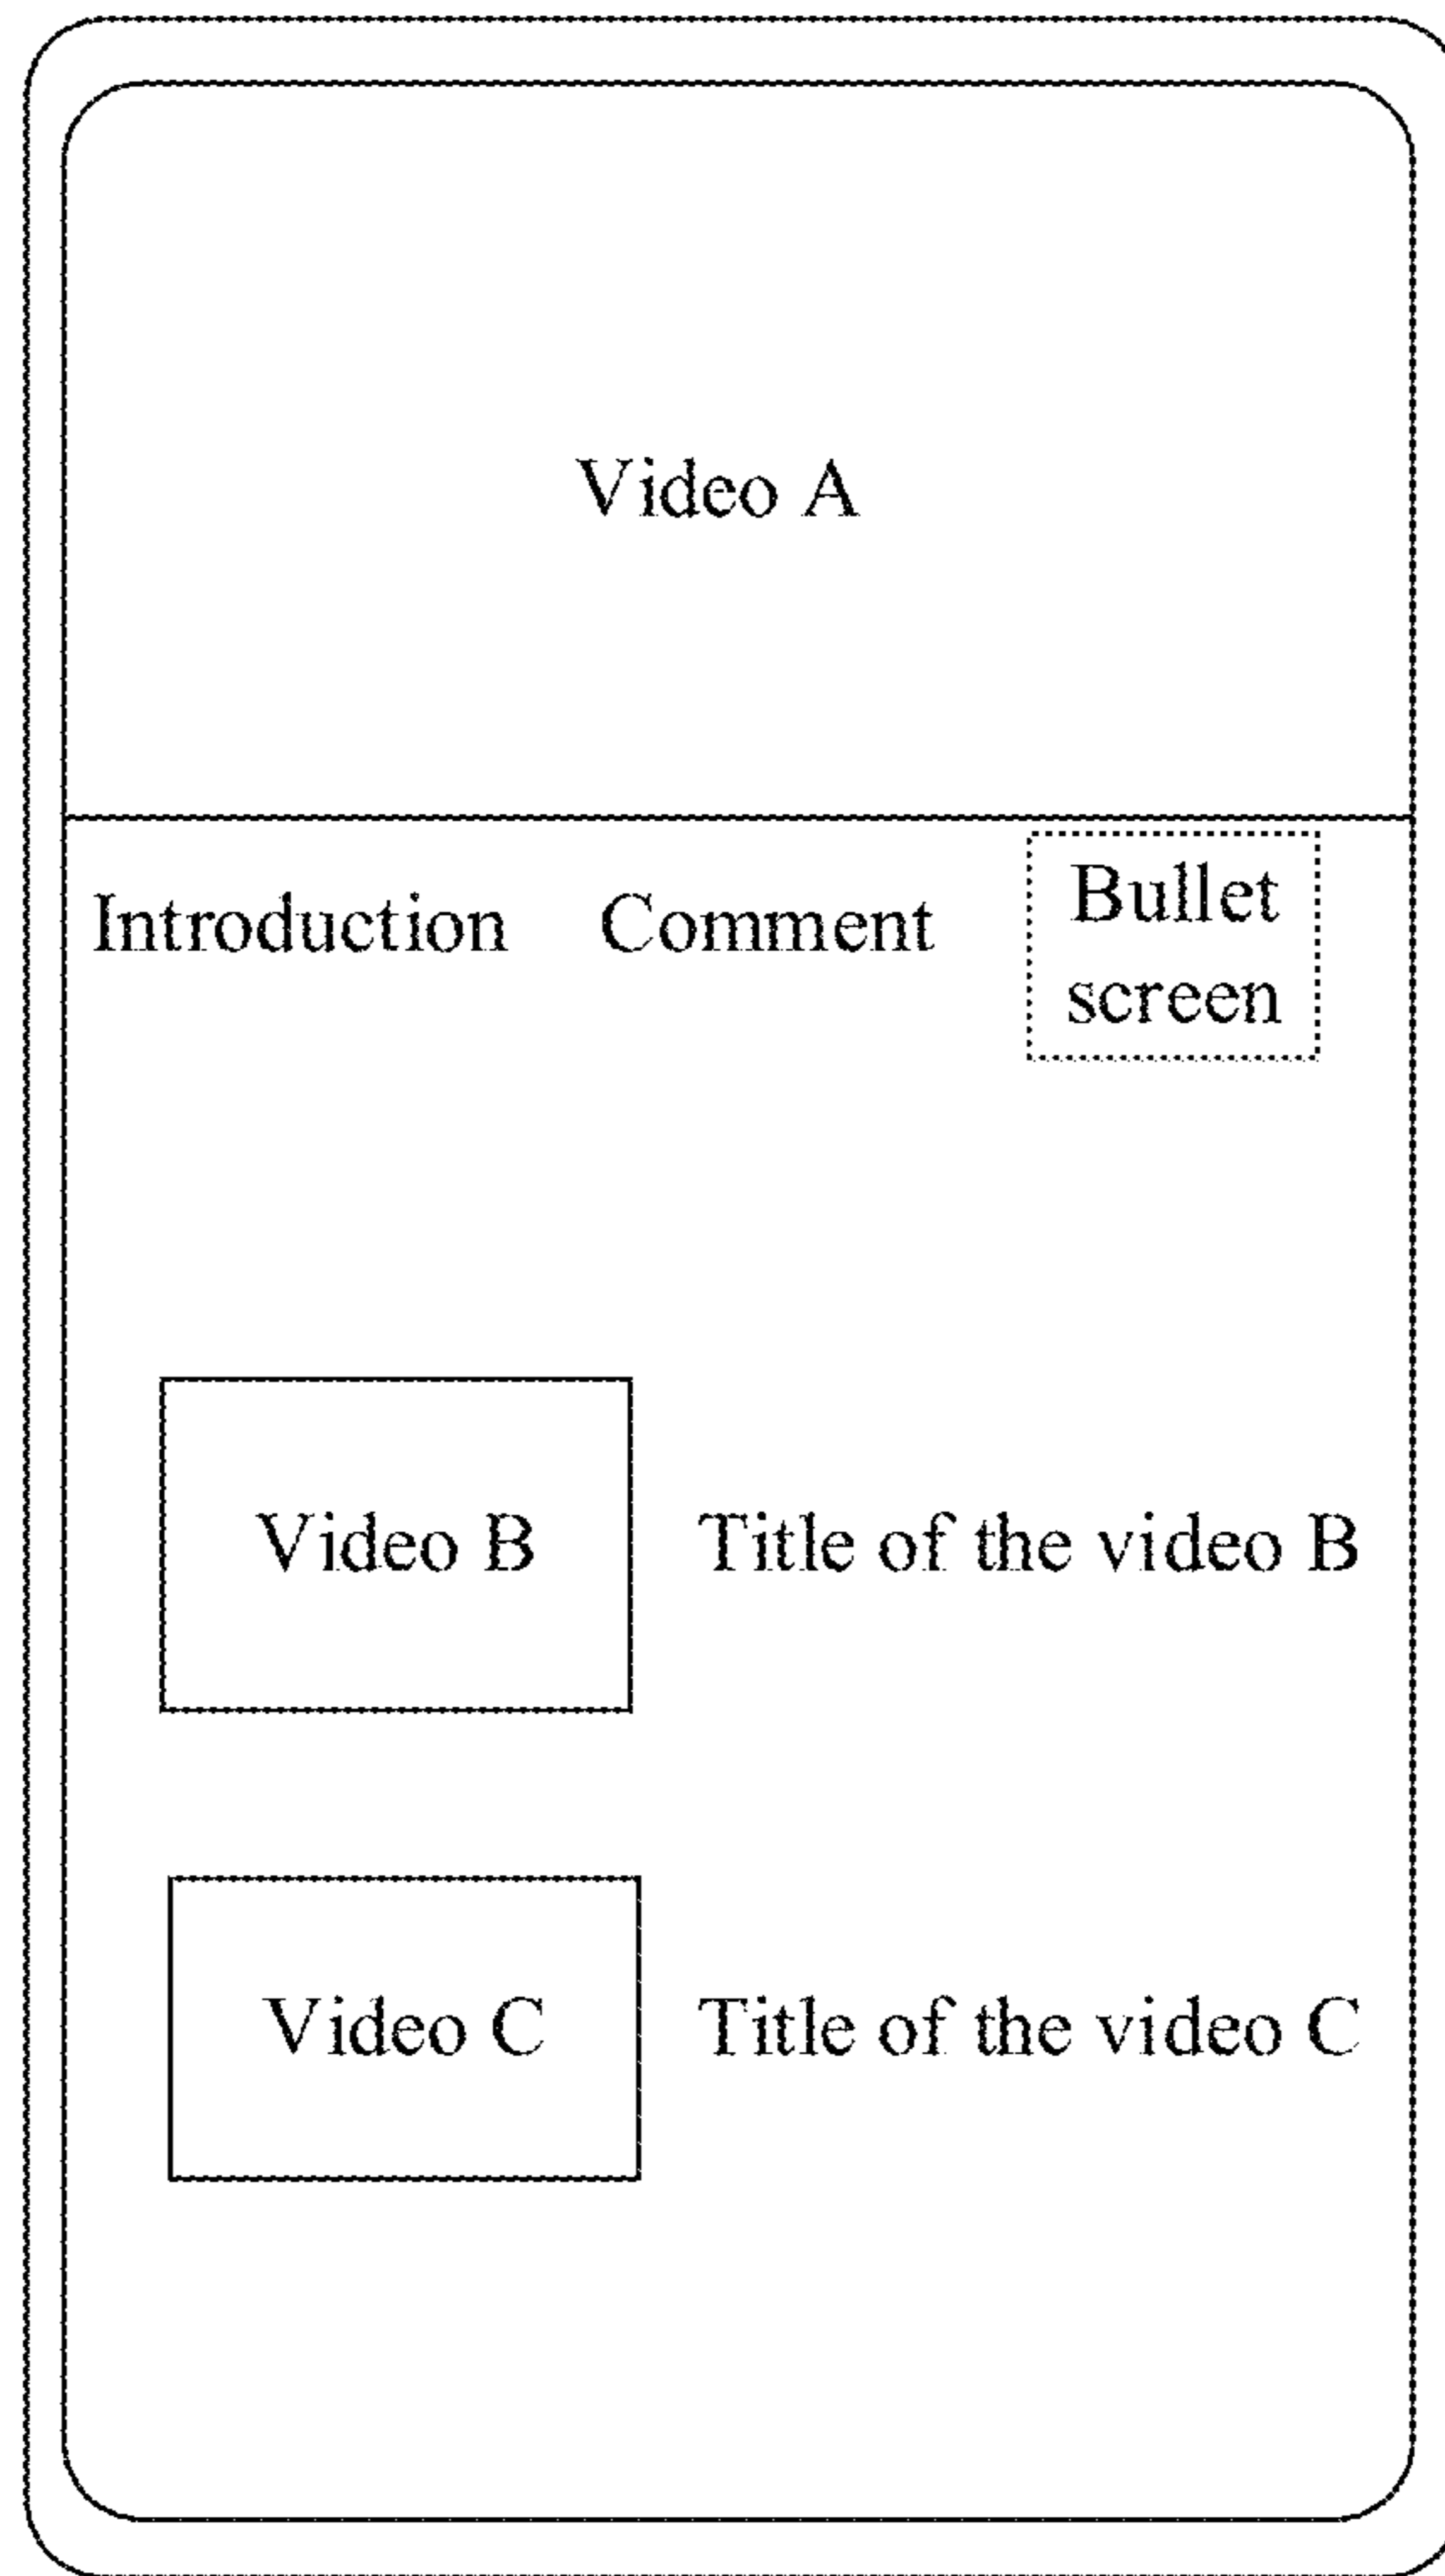 Video A
Introduction Comment Bullet
screen
Video B Title of the video B
Video C Title of the video C